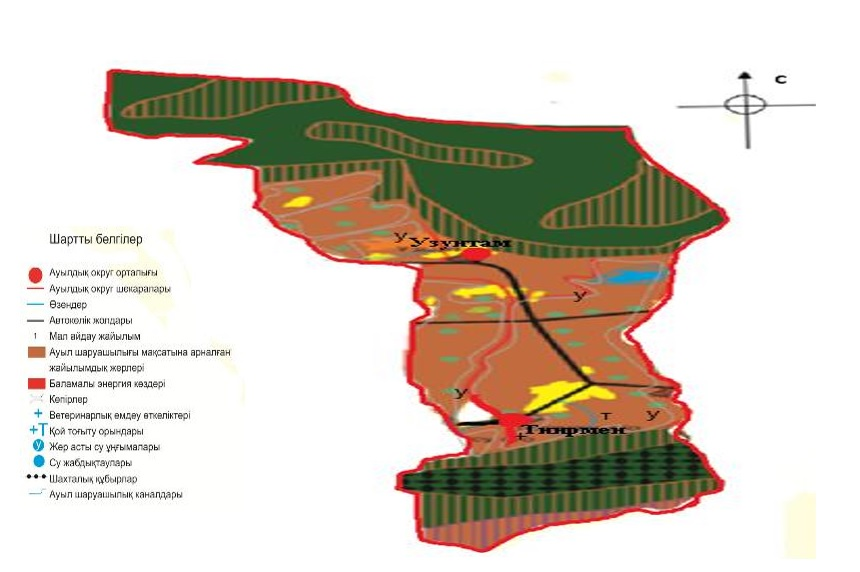 с
У
Узунтам
У
Шартты белгілер
Ауылдық округ орталығы
Ауылдық округ шекаралары
Өзендер
Автокөлік жолдары
1 Мал айдау жайылым
Ауыл шаруашылығы мақсатына арналған
жайылымдық жерлері
Баламалы энергия көздері
Көпірлер
+ Ветеринарлық емдеу өткеліктері
+Т Қой тоғыту орындары
У Жер асты су ұңғымалары
Су жабдықтаулары
Шахталық құбырлар
Ауыл шаруашылық каналдары
У
т
У
Тиирмен
+